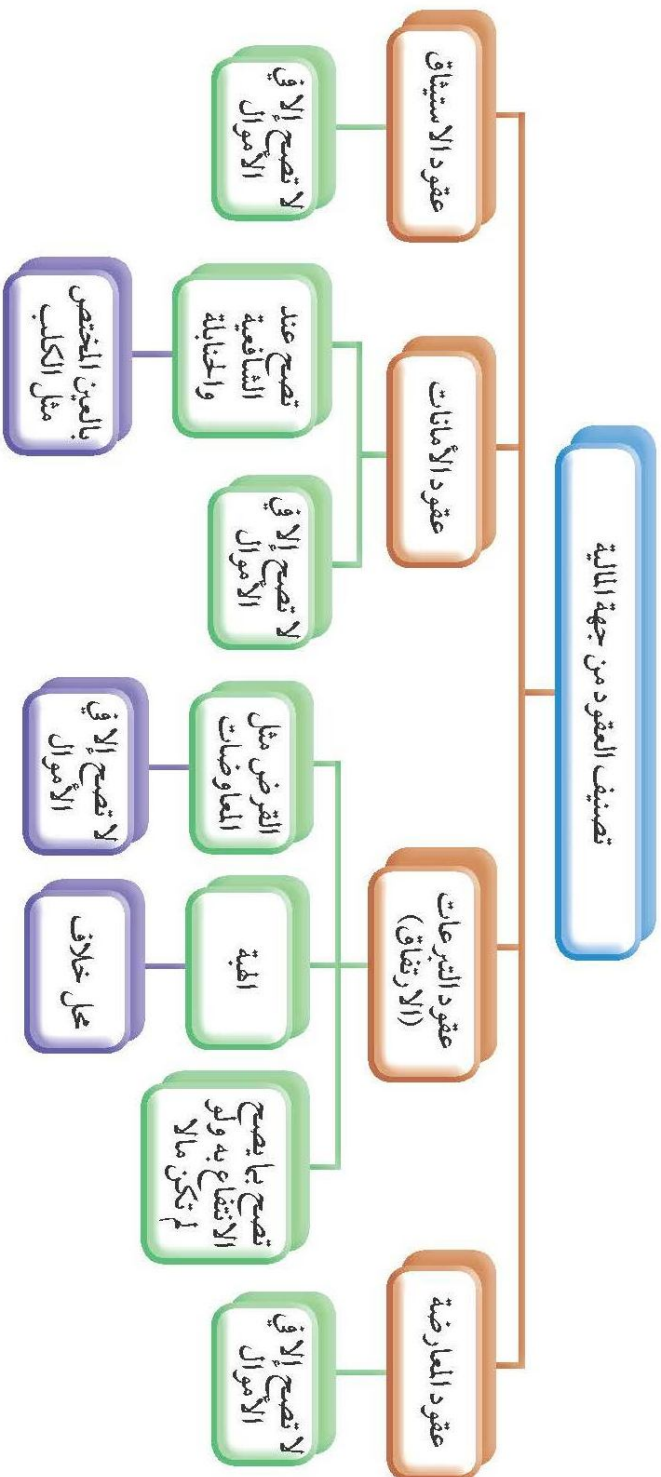 تصنيف العقود من جهة المالية
عقود المعارضة
لا تصح إلا في
الأموال
عقود التبرعات
(الارتفاق)
تصح بما يصح
الانتفاع به ولو
لم تكن مالا
الهبة
محل خلاف
القرض مثل
المعاوضات
لا تصح إلا في
الأموال
عقود الأمانات
لا تصح إلا في
الأموال
تصح عند
الشافعية
والحنابلة
بالعين المختص
مثل الكلب
عقود الاستيثاق
لا تصح إلا في
الأموال